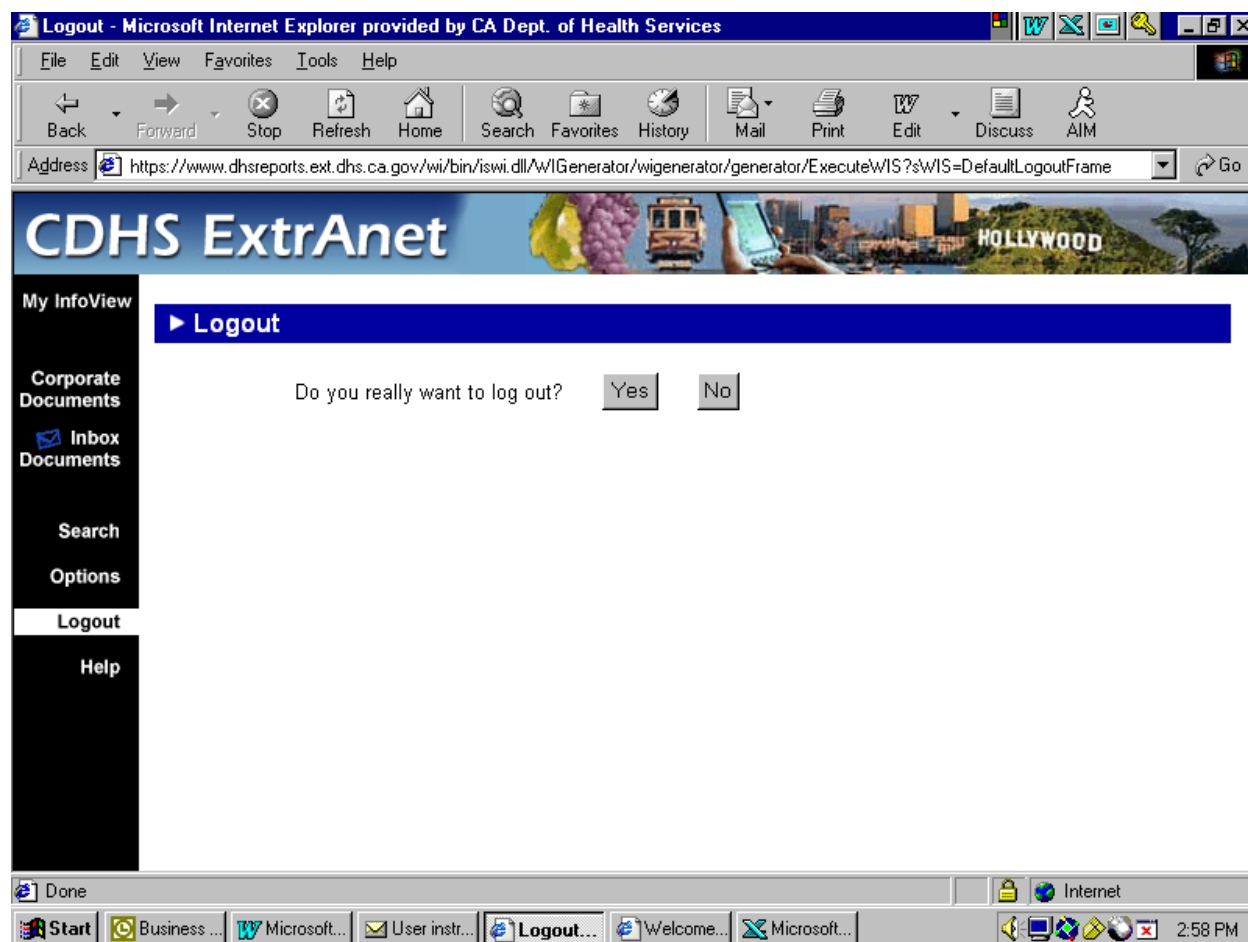 Logout - Microsoft Internet Explorer provided by CA Dept. of Health Services
File Edit View Favorites Tools Help
Back Forward Stop Refresh Home Search Favorites History Mail Print Edit Discuss AIM
Address https://www.dhsreports.ext.dhs.ca.gov/wi/bin/iswi.dll/WIGenerator/wigenerator/generator/ExecuteWIS?sWIS=DefaultLogoutFrame Go
CDHS ExtrAnet
HOLLYWOOD
My InfoView
Logout
Corporate
Documents
Do you really want to log out? Yes No
Inbox
Documents
Search
Options
Logout
Help
Done Internet
Start Business ... Microsoft... User instr... Logout... Welcome... Microsoft... 2:58 PM